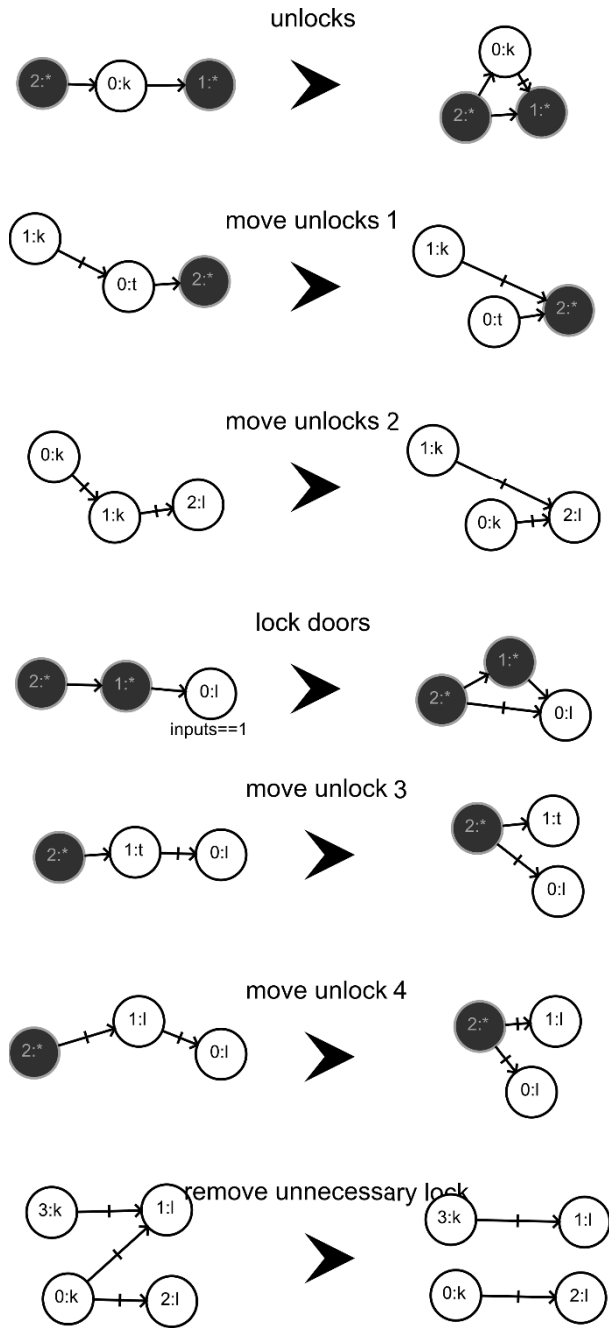 unlocks
2:* 0:k 1:* 0:k 2:* 1:*
move unlocks 1
1:k 0:t 2:* 1:k 0:t 2:*
move unlocks 2
0:k 1:k 2:l 1:k 0:k 2:l
lock doors
2:* 1:* 0:l 1:* 2:* 0:l
inputs==1
move unlock 3
2:* 1:t 0:l 2:* 1:t 0:l
move unlock 4
2:* 1:l 0:l 2:* 1:l 0:l
remove unnecessary lock
3:k 1:l 3:k 1:l
0:k 2:l 0:k 2:l